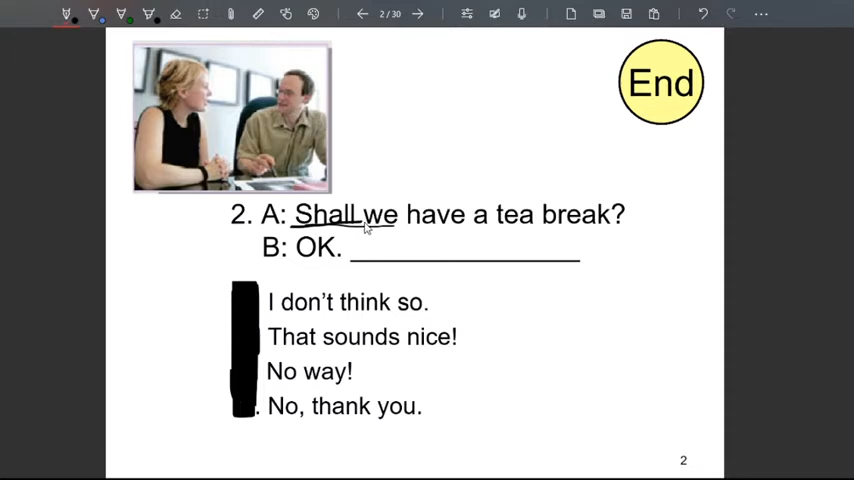 2 / 30
End
2. A: Shall we have a tea break?
B: OK. ____________________
I don't think so.
That sounds nice!
No way!
. No, thank you.
2